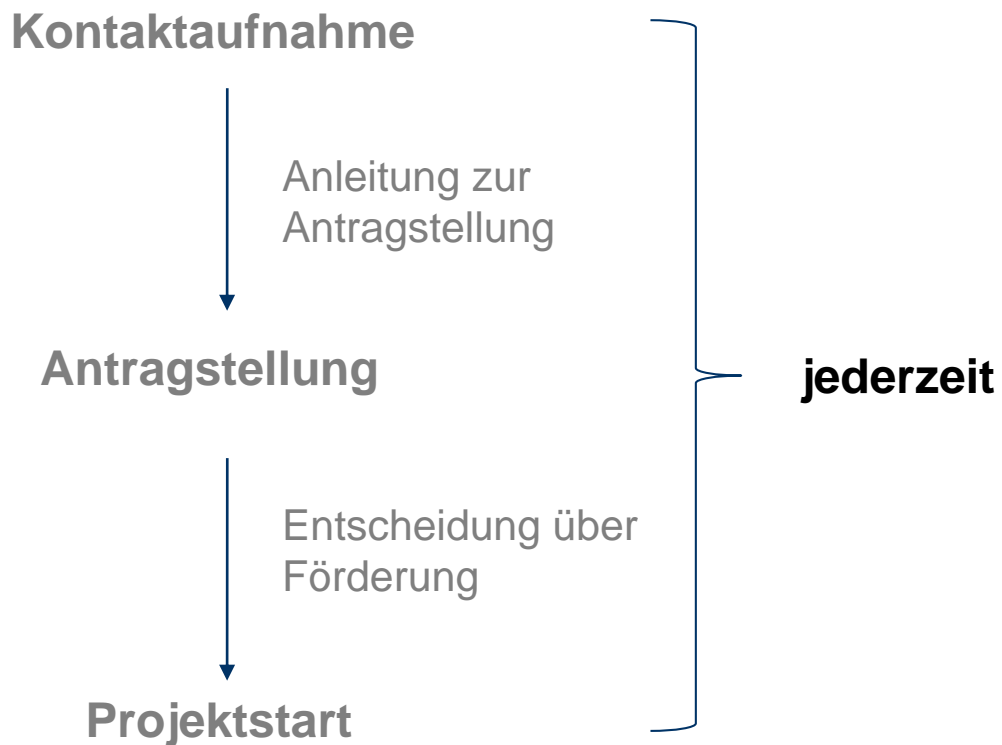 Kontaktaufnahme
Anleitung zur
Antragstellung
Antragstellung
jederzeit
Entscheidung über
Förderung
Projektstart